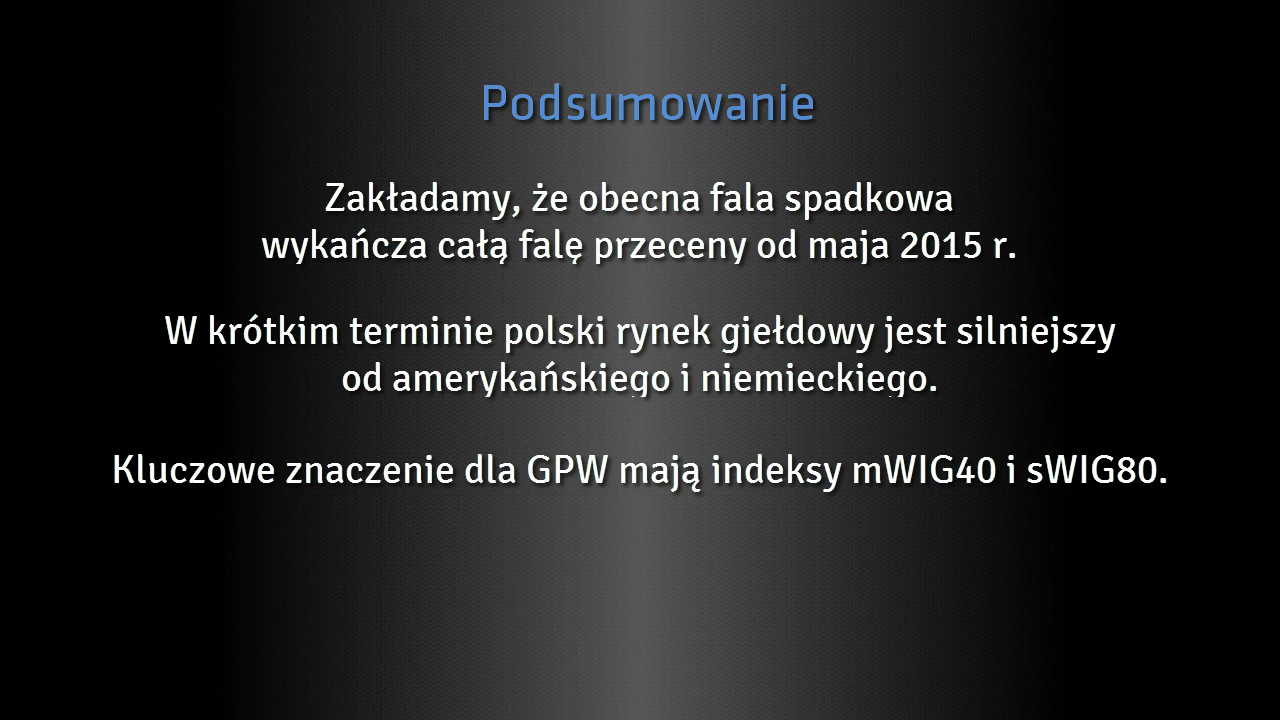 Podsumowanie
Zakładamy, że obecna fala spadkowa
wykańcza całą falę przeceny od maja 2015 r.
W krótkim terminie polski rynek giełdowy jest silniejszy
od amerykańskiego i niemieckiego.
Kluczowe znaczenie dla GPW mają indeksy mWIG40 i sWIG80.